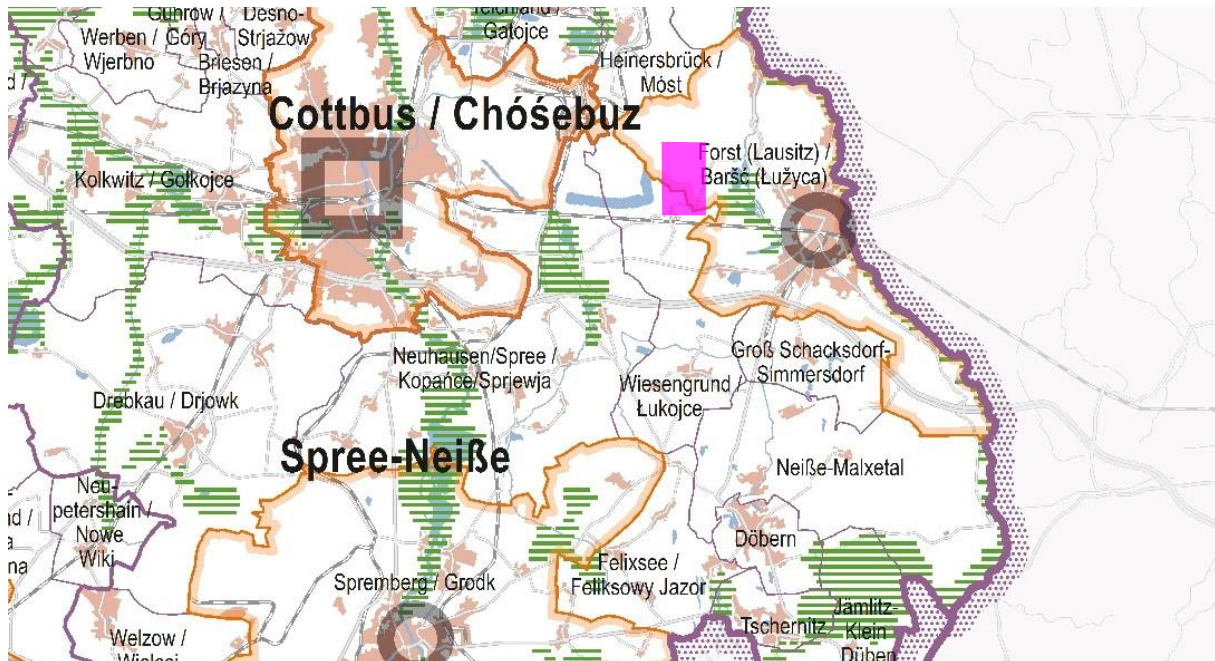 Werben / Góry
Wjerbno
Desno-
Strjažow
Briesen /
Brjazyna
Gatojce
Heinersbrück /
Móst
Cottbus / Chóśebuz
Forst (Lausitz) /
Baršć (Łužyca)
Kolkwitz / Gołkojce
Neuhausen/Spree /
Kopańce/Sprjewja
Groß Schacksdorf-
Simmersdorf
Wiesengrund /
Łukojce
Drebkau / Drjowk
Spree-Neiße
Neiße-Malxetal
Neu-
petershain /
Nowe
Wiki
Döbern
Felixsee /
Feliksowy Jazor
Spremberg / Grodk
Jämlitz-
Klein
Düben
Tschernitz
Welzow /